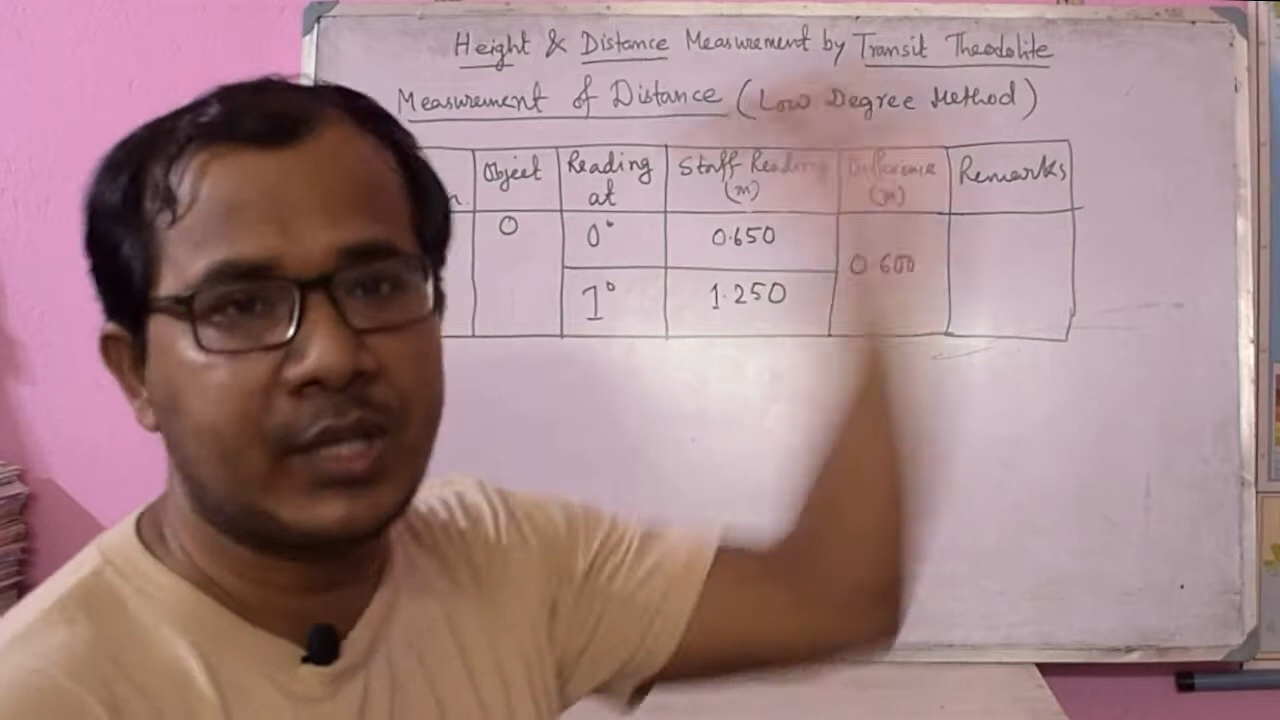 Height & Distance Measurement by Transit Theodolite
Measurement of Distance (Low Degree Method)
Object Reading at Staff Reading (m) Difference (m) Remarks
O 0° 0.650 0.600
1° 1.250